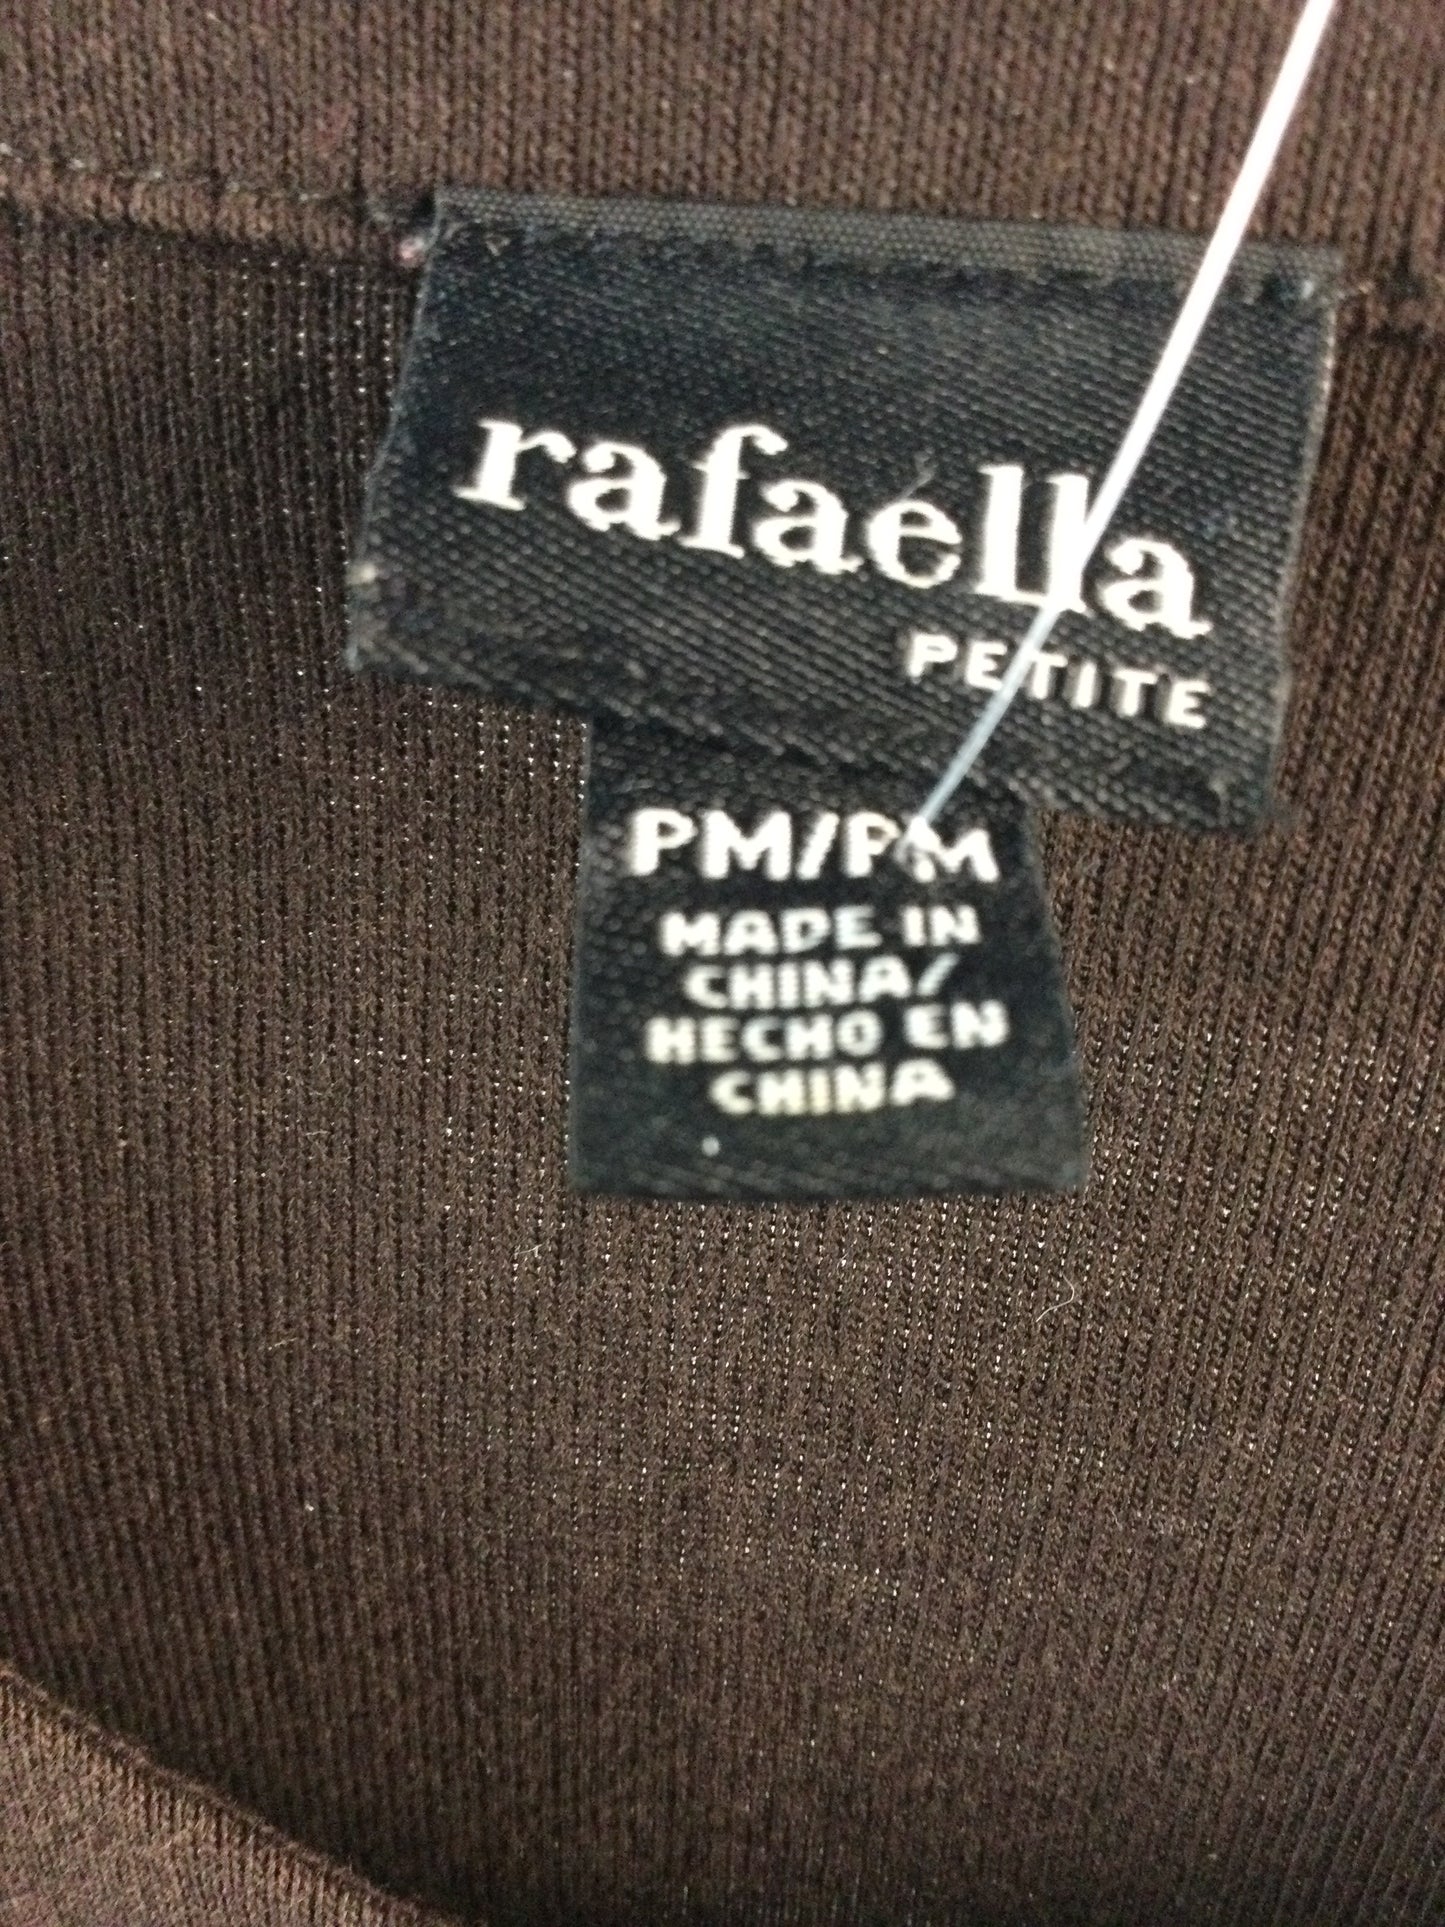 rafaella
PETITE
PM/PM
MADE IN
CHINA/
HECHO EN
CHINA